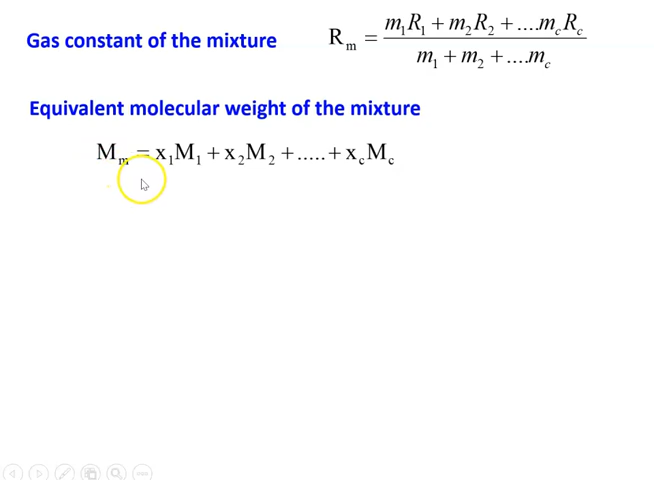 Gas constant of the mixture
R_m = (m_1R_1 + m_2R_2 + ....m_cR_c) / (m_1 + m_2 + ....m_c)
Equivalent molecular weight of the mixture
M_m = x_1M_1 + x_2M_2 + ..... + x_cM_c